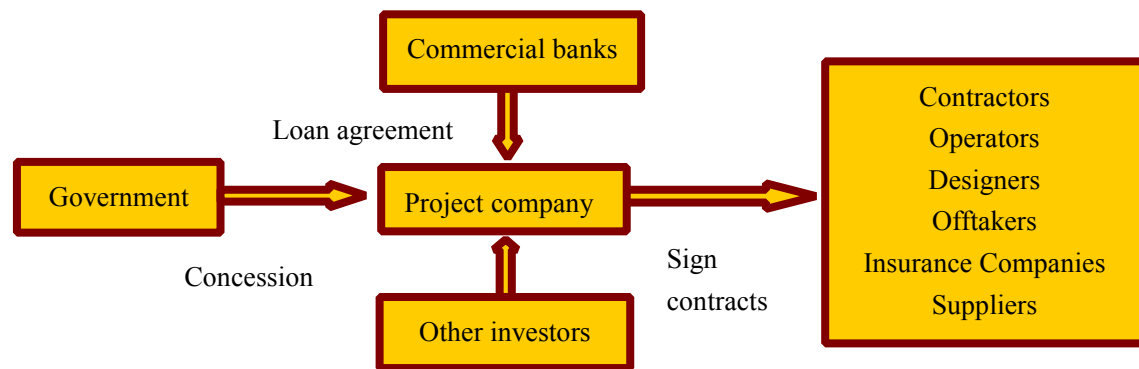 Commercial banks
Loan agreement
Government
Project company
Concession
Other investors
Sign
contracts
Contractors
Operators
Designers
Offtakers
Insurance Companies
Suppliers